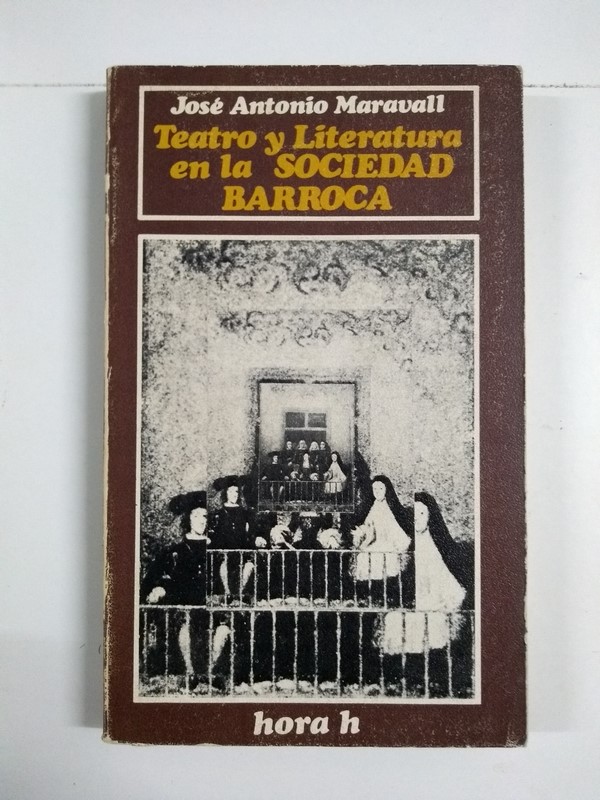 José Antonio Maravall
Teatro y Literatura
en la SOCIEDAD
BARROCA
hora h